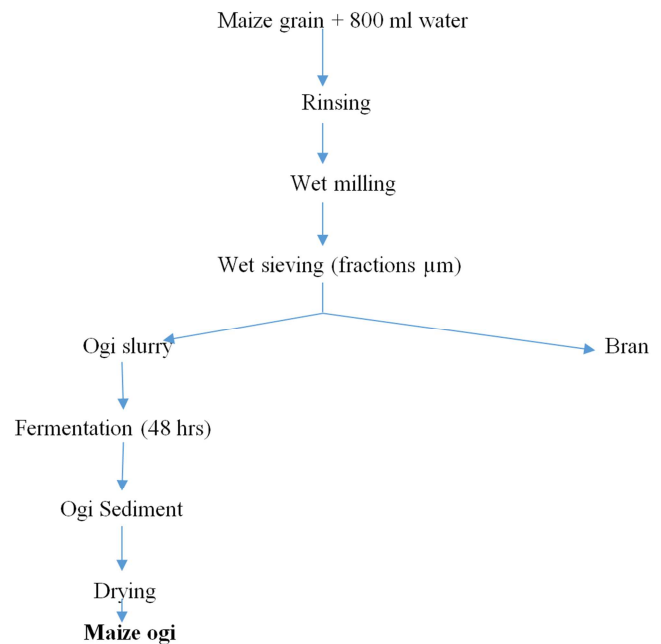 Maize grain + 800 ml water
Rinsing
Wet milling
Wet sieving (fractions µm)
Ogi slurry
Bran
Fermentation (48 hrs)
Ogi Sediment
Drying
Maize ogi